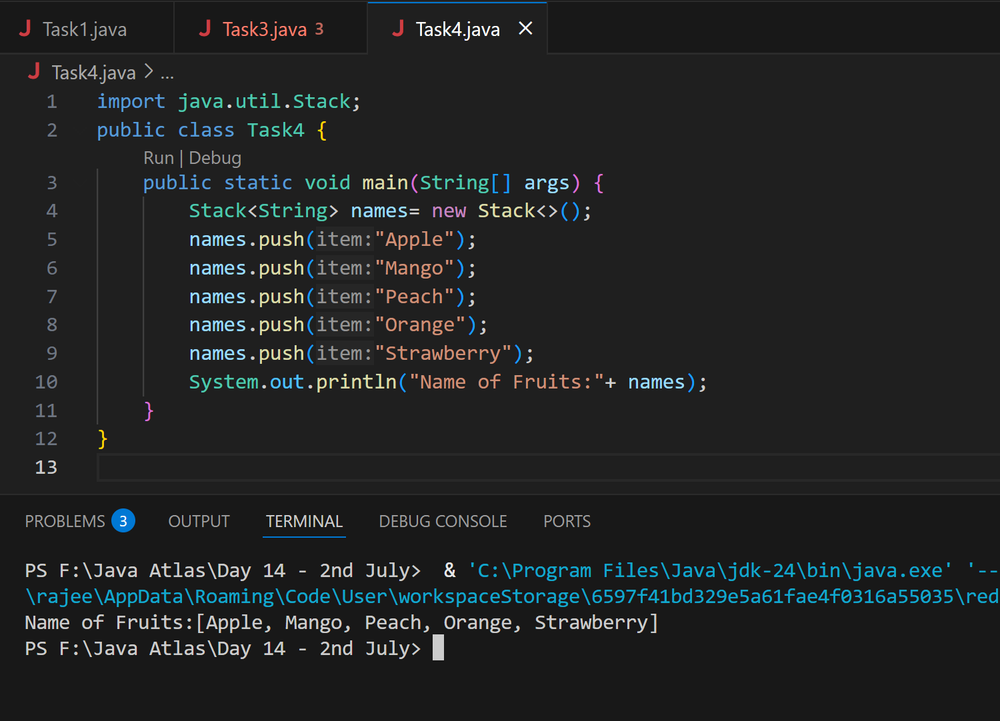 Task1.java Task3.java 3 Task4.java
Task4.java > ...
1 import java.util.Stack;
2 public class Task4 {
Run | Debug
3 public static void main(String[] args) {
4 Stack<String> names= new Stack<>();
5 names.push(item:"Apple");
6 names.push(item:"Mango");
7 names.push(item:"Peach");
8 names.push(item:"Orange");
9 names.push(item:"Strawberry");
10 System.out.println("Name of Fruits:"+ names);
11 }
12 }
13
PROBLEMS 3 OUTPUT TERMINAL DEBUG CONSOLE PORTS
PS F:\Java Atlas\Day 14 - 2nd July>  & 'C:\Program Files\Java\jdk-24\bin\java.exe' '--
\rajee\AppData\Roaming\Code\User\workspaceStorage\6597f41bd329e5a61fae4f0316a55035\red
Name of Fruits:[Apple, Mango, Peach, Orange, Strawberry]
PS F:\Java Atlas\Day 14 - 2nd July>